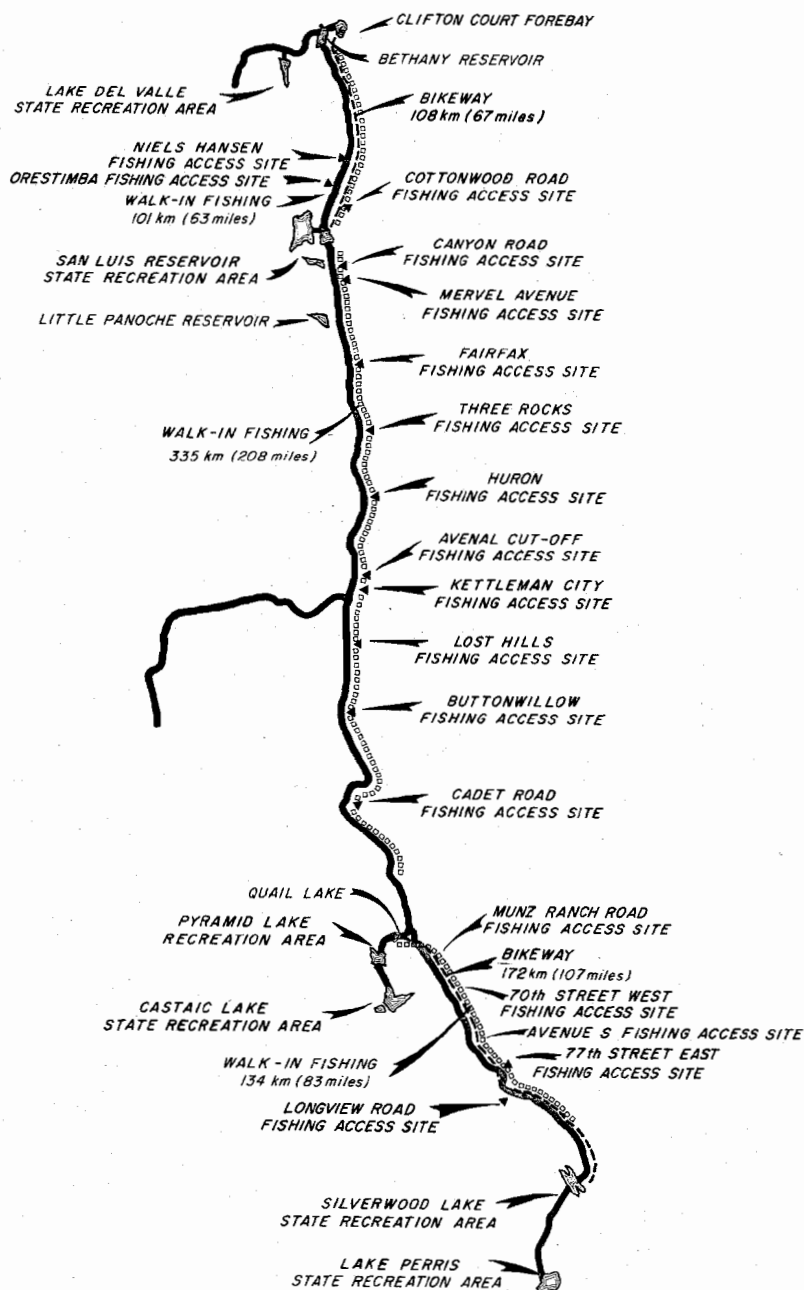 CLIFTON COURT FOREBAY
BETHANY RESERVOIR
LAKE DEL VALLE
STATE RECREATION AREA
BIKEWAY
108 km (67 miles)
NIELS HANSEN
FISHING ACCESS SITE
ORESTIMBA FISHING ACCESS SITE
WALK-IN FISHING
101 km (63 miles)
COTTONWOOD ROAD
FISHING ACCESS SITE
SAN LUIS RESERVOIR
STATE RECREATION AREA
CANYON ROAD
FISHING ACCESS SITE
MERVEL AVENUE
FISHING ACCESS SITE
LITTLE PANOCHE RESERVOIR
FAIRFAX
FISHING ACCESS SITE
THREE ROCKS
FISHING ACCESS SITE
WALK-IN FISHING
335 km (208 miles)
HURON
FISHING ACCESS SITE
AVENAL CUT-OFF
FISHING ACCESS SITE
KETTLEMAN CITY
FISHING ACCESS SITE
LOST HILLS
FISHING ACCESS SITE
BUTTONWILLOW
FISHING ACCESS SITE
CADET ROAD
FISHING ACCESS SITE
QUAIL LAKE
PYRAMID LAKE
RECREATION AREA
MUNZ RANCH ROAD
FISHING ACCESS SITE
BIKEWAY
172 km (107 miles)
70th STREET WEST
FISHING ACCESS SITE
CASTAIC LAKE
STATE RECREATION AREA
AVENUE S FISHING ACCESS SITE
77th STREET EAST
FISHING ACCESS SITE
WALK-IN FISHING
134 km (83 miles)
LONGVIEW ROAD
FISHING ACCESS SITE
SILVERWOOD LAKE
STATE RECREATION AREA
LAKE PERRIS
STATE RECREATION AREA